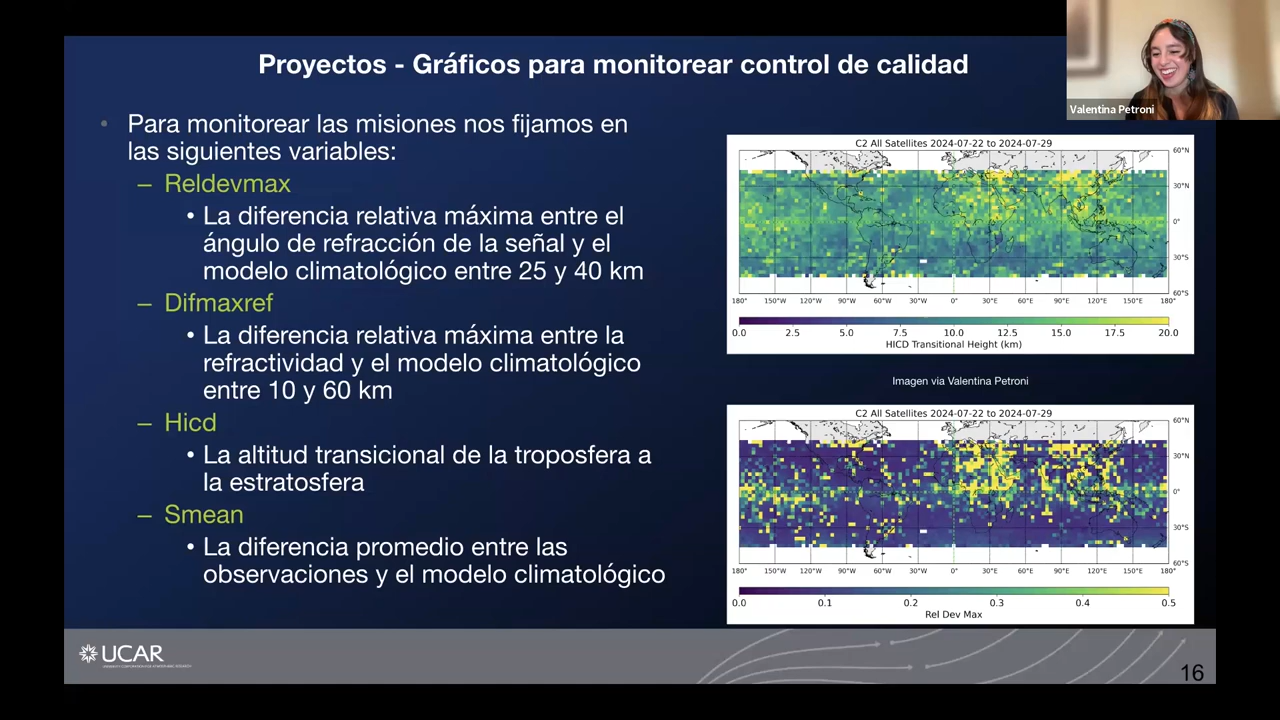 Proyectos - Gráficos para monitorear control de calidad
Valentina Petroni
• Para monitorear las misiones nos fijamos en
las siguientes variables:
– Reldevmax
• La diferencia relativa máxima entre el
ángulo de refracción de la señal y el
modelo climatológico entre 25 y 40 km
– Difmaxref
• La diferencia relativa máxima entre la
refractividad y el modelo climatológico
entre 10 y 60 km
– Hicd
• La altitud transicional de la troposfera a
la estratosfera
– Smean
• La diferencia promedio entre las
observaciones y el modelo climatológico
C2 All Satellites 2024-07-22 to 2024-07-29
60°N
30°N
0°
30°S
60°S
180° 150°W 120°W 90°W 60°W 30°W 0° 30°E 60°E 90°E 120°E 150°E 180°
0.0 2.5 5.0 7.5 10.0 12.5 15.0 17.5 20.0
HICD Transitional Height (km)
Imagen via Valentina Petroni
C2 All Satellites 2024-07-22 to 2024-07-29
60°N
30°N
0°
30°S
60°S
180° 150°W 120°W 90°W 60°W 30°W 0° 30°E 60°E 90°E 120°E 150°E 180°
0.0 0.1 0.2 0.3 0.4 0.5
Rel Dev Max
UCAR
16